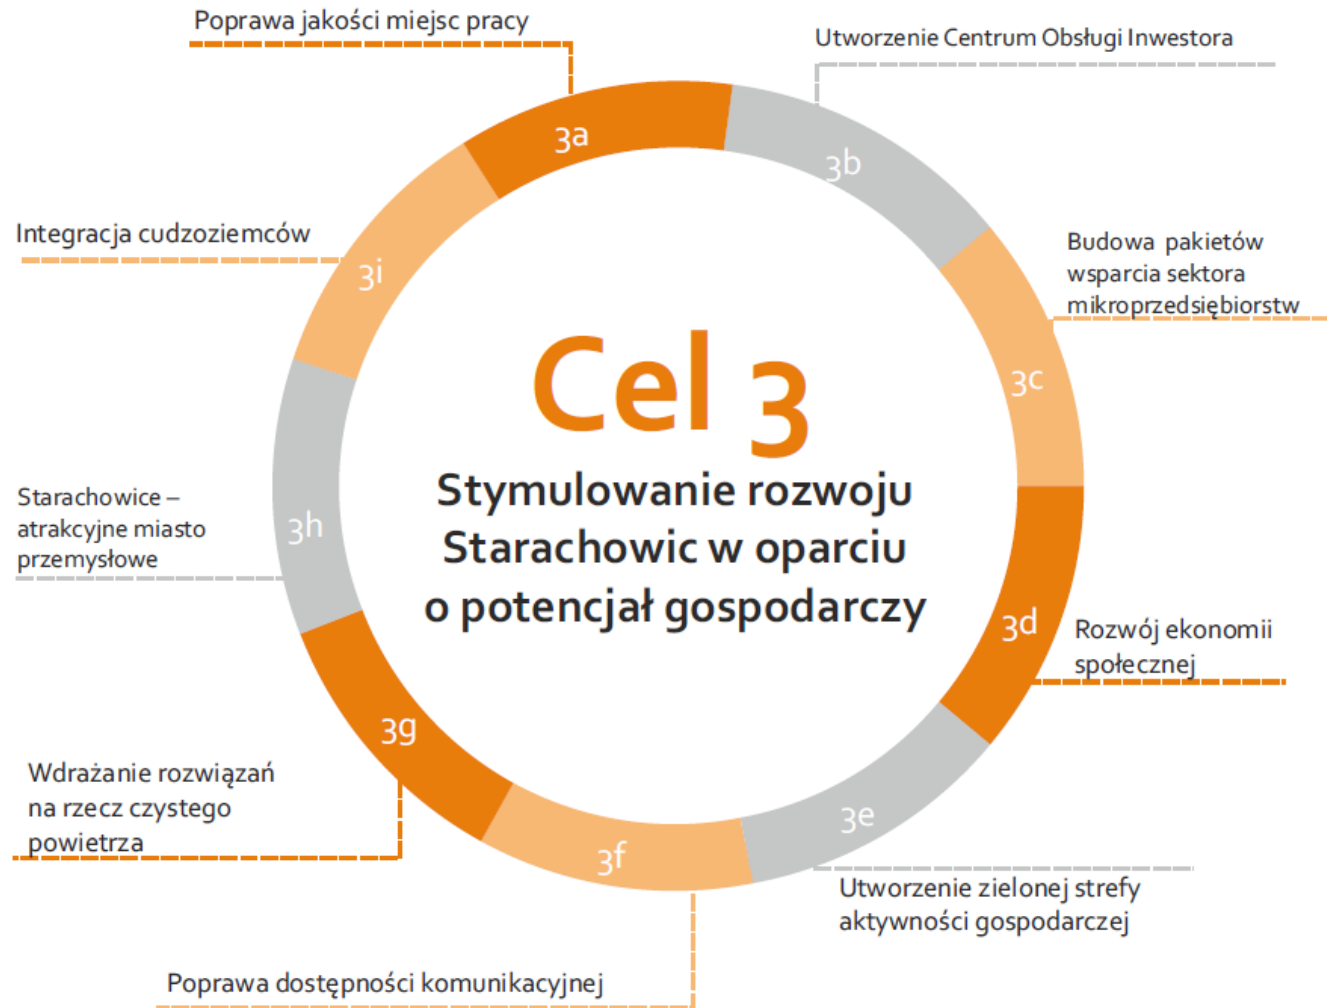 Poprawa jakości miejsc pracy
Utworzenie Centrum Obsługi Inwestora
3a
3b
Integracja cudzoziemców
3i
Budowa pakietów
wsparcia sektora
mikroprzedsiębiorstw
3c
Cel 3
Stymulowanie rozwoju
Starachowic w oparciu
o potencjał gospodarczy
Starachowice –
atrakcyjne miasto
przemysłowe
3h
3d
Rozwój ekonomii
społecznej
3g
Wdrażanie rozwiązań
na rzecz czystego
powietrza
3e
3f
Utworzenie zielonej strefy
aktywności gospodarczej
Poprawa dostępności komunikacyjnej